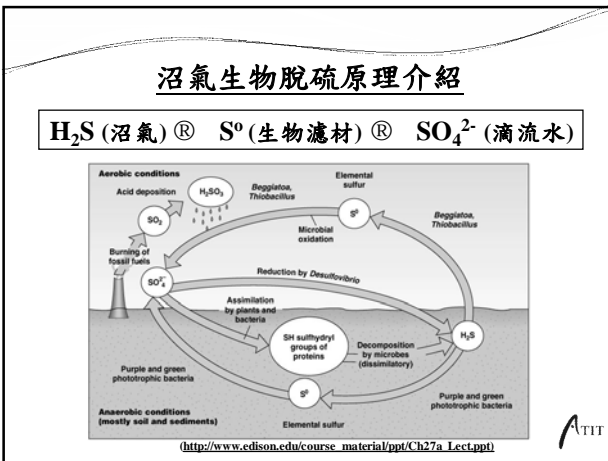 沼氣生物脫硫原理介紹
H₂S (沼氣) ® S⁰ (生物濾材) ® SO₄²⁻ (滴流水)
Aerobic conditions
Acid deposition
H₂SO₃
SO₂
Burning of
fossil fuels
Beggiatoa,
Thiobacillus
Elemental
sulfur
S⁰
Microbial
oxidation
Beggiatoa,
Thiobacillus
SO₄²⁻
Reduction by Desulfovibrio
Assimilation
by plants and
bacteria
SH sulfhydryl
groups of
proteins
Decomposition
by microbes
(dissimilatory)
H₂S
Purple and green
phototrophic bacteria
S⁰
Purple and green
phototrophic bacteria
Anaerobic conditions
(mostly soil and sediments)
Elemental sulfur
(http://www.edison.edu/course_material/ppt/Ch27a_Lect.ppt)
ATIT